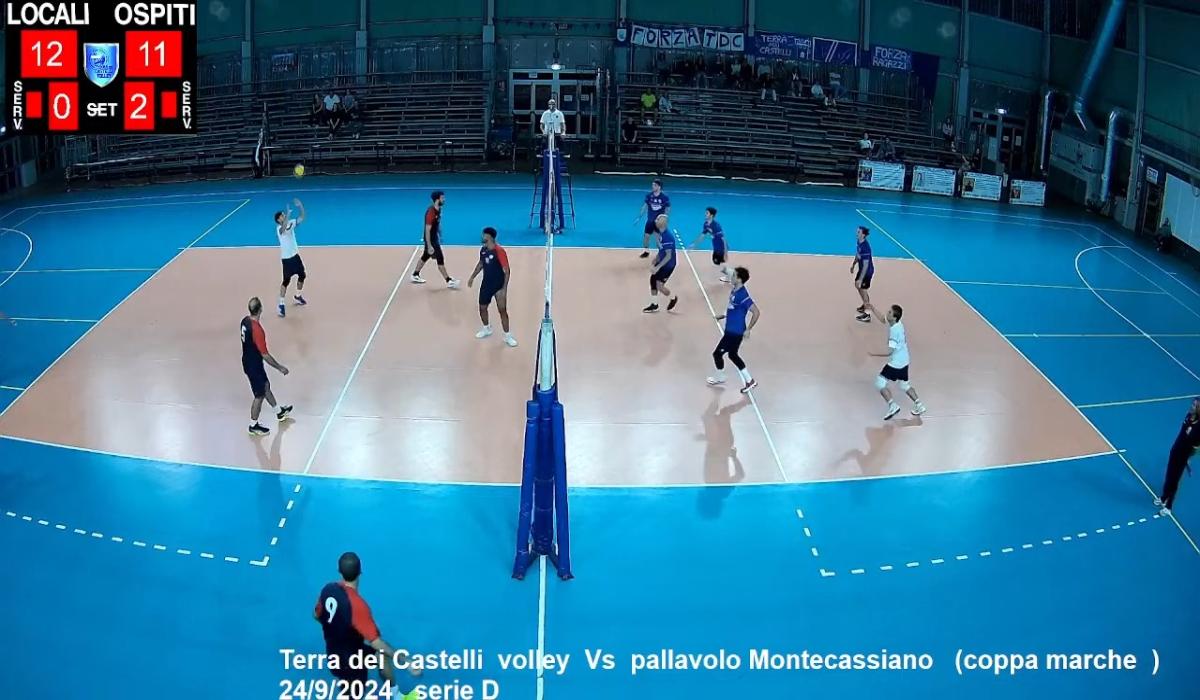 LOCALI OSPITI
12 11
SERV. 0 SET 2 SERV.
FORZA TDC
TERRA
CASTELLI
FORZA
RAGAZZI
9
Terra dei Castelli volley Vs pallavolo Montecassiano (coppa marche )
24/9/2024 serie D